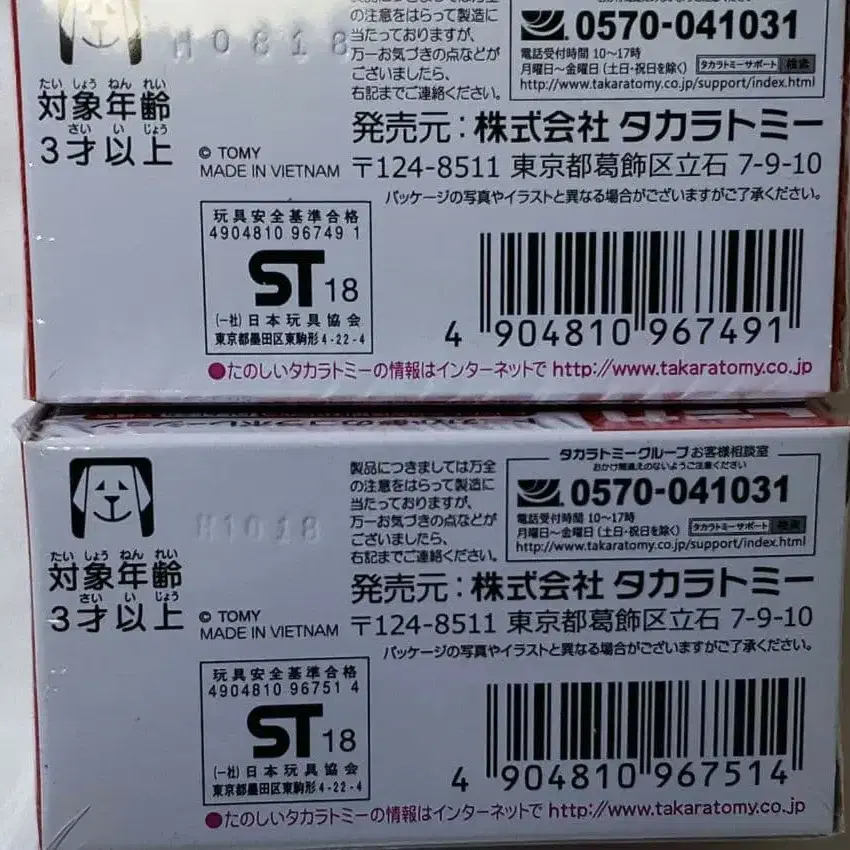 の注意をはらって製造に
当たっておりますが、
万一お気づきの点などが
ございましたら、
右記までご連絡ください。
0570-041031
電話受付時間 10～17時
月曜日～金曜日（土・日・祝日を除く） タカラトミーサポート 検索
http://www.takaratomy.co.jp/support/index.html
H0818
たい しょう ねん れい
対象年齢
さい い じょう
3才以上
© TOMY
MADE IN VIETNAM
発売元：株式会社 タカラトミー
〒124-8511 東京都葛飾区立石 7-9-10
パッケージの写真やイラストと異なる場合がございますがご了承ください。
玩具安全基準合格
4904810 96749 1
ST 18
(一社)日本玩具協会
東京都墨田区東駒形4-22-4
4 904810 967491
●たのしいタカラトミーの情報はインターネットで http://www.takaratomy.co.jp
製品につきましては万全
の注意をはらって製造に
当たっておりますが、
万一お気づきの点などが
ございましたら、
右記までご連絡ください。
タカラトミーグループ お客様相談室
おかけ間違えのないようご注意ください
0570-041031
電話受付時間 10～17時
月曜日～金曜日（土・日・祝日を除く） タカラトミーサポート 検索
http://www.takaratomy.co.jp/support/index.html
H1018
たい しょう ねん れい
対象年齢
さい い じょう
3才以上
© TOMY
MADE IN VIETNAM
発売元：株式会社 タカラトミー
〒124-8511 東京都葛飾区立石 7-9-10
パッケージの写真やイラストと異なる場合がございますがご了承ください。
玩具安全基準合格
4904810 96751 4
ST 18
(一社)日本玩具協会
東京都墨田区東駒形4-22-4
4 904810 967514
●たのしいタカラトミーの情報はインターネットで http://www.takaratomy.co.jp